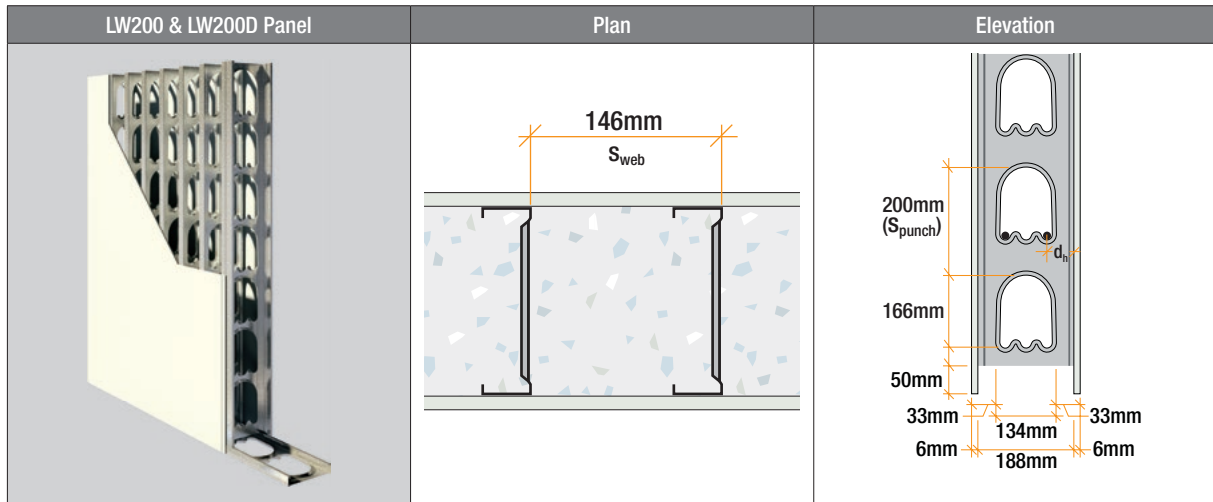 LW200 & LW200D Panel
Plan
Elevation
146mm
Sweb
200mm
(Spunch)
dh
166mm
50mm
33mm
33mm
134mm
6mm
6mm
188mm